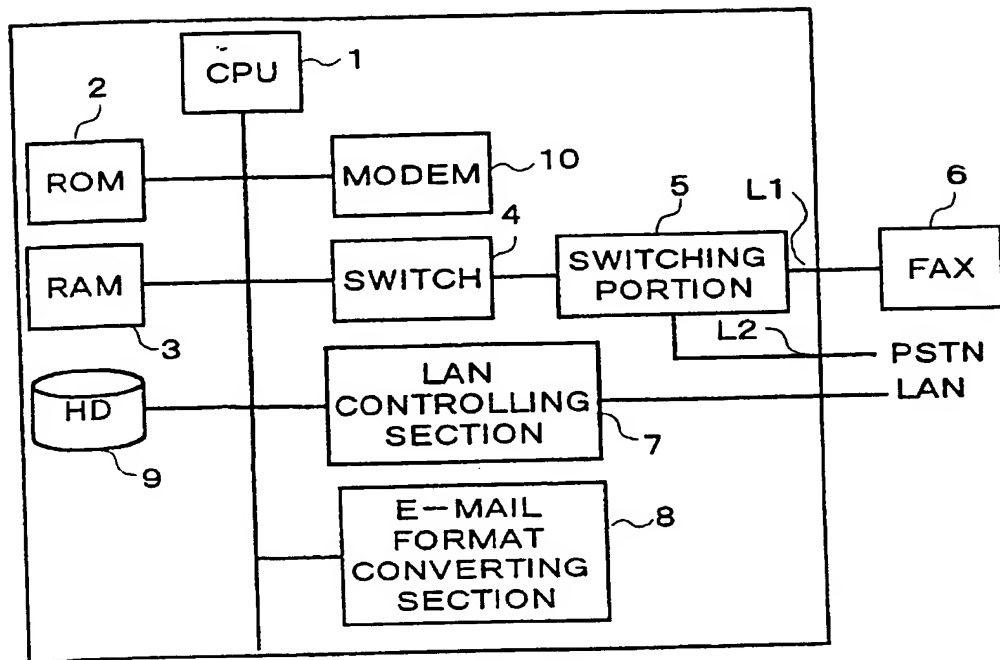 CPU
1
2
ROM
MODEM
10
RAM
3
SWITCH
4
5
SWITCHING
PORTION
L1
6
FAX
L2
PSTN
LAN
HD
9
LAN
CONTROLLING
SECTION
7
E-MAIL
FORMAT
CONVERTING
SECTION
8